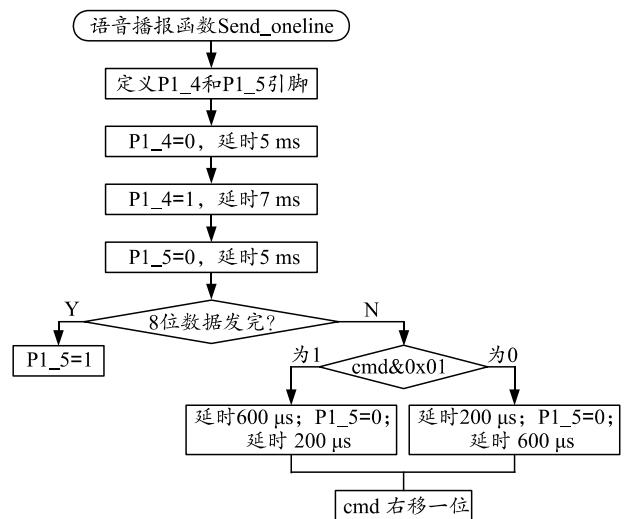 语音播报函数Send_oneline
定义P1_4和P1_5引脚
P1_4=0，延时5 ms
P1_4=1，延时7 ms
P1_5=0，延时5 ms
Y
N
8位数据发完？
P1_5=1
为1
为0
cmd&0x01
延时600 μs；P1_5=0；
延时 200 μs
延时200 μs；P1_5=0；
延时 600 μs
cmd 右移一位